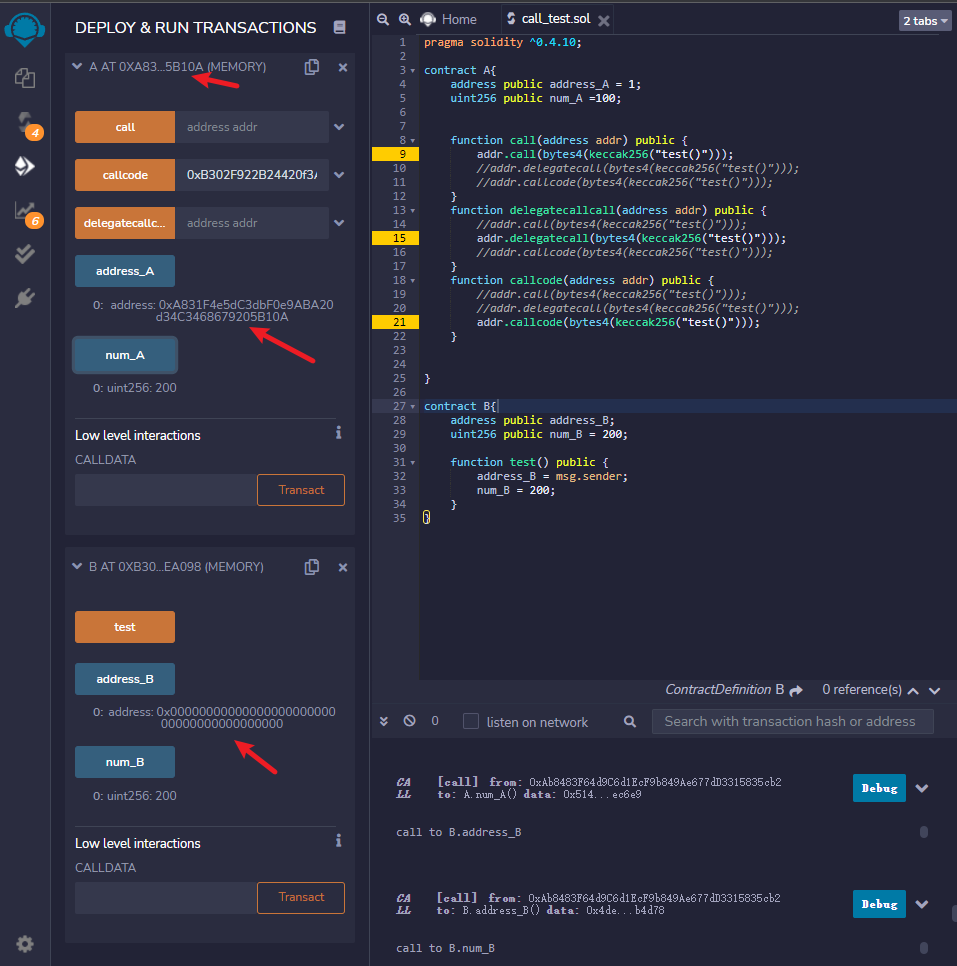 DEPLOY & RUN TRANSACTIONS
A AT 0XA83...5B10A (MEMORY)
call
address addr
callcode
0xB302F922B24420f3A
delegatecallc...
address addr
address_A
0: address: 0xA831F4e5dC3dbF0e9ABA20
d34C3468679205B10A
num_A
0: uint256: 200
Low level interactions
CALLDATA
Transact
B AT 0XB30...EA098 (MEMORY)
test
address_B
0: address: 0x00000000000000000000000
00000000000000000
num_B
0: uint256: 200
Low level interactions
CALLDATA
Transact
4
6
Home
call_test.sol
2 tabs
1 pragma solidity ^0.4.10;
2
3 contract A{
4 address public address_A = 1;
5 uint256 public num_A =100;
6
7
8 function call(address addr) public {
9 addr.call(bytes4(keccak256("test()")));
10 //addr.delegatecall(bytes4(keccak256("test()")));
11 //addr.callcode(bytes4(keccak256("test()")));
12 }
13 function delegatecallcall(address addr) public {
14 //addr.call(bytes4(keccak256("test()")));
15 addr.delegatecall(bytes4(keccak256("test()")));
16 //addr.callcode(bytes4(keccak256("test()")));
17 }
18 function callcode(address addr) public {
19 //addr.call(bytes4(keccak256("test()")));
20 //addr.delegatecall(bytes4(keccak256("test()")));
21 addr.callcode(bytes4(keccak256("test()")));
22 }
23
24
25 }
26
27 contract B{
28 address public address_B;
29 uint256 public num_B = 200;
30
31 function test() public {
32 address_B = msg.sender;
33 num_B = 200;
34 }
35 }
ContractDefinition B
0 reference(s)
0
listen on network
Search with transaction hash or address
CA
LL
[call] from: 0xAb8483F64d9C6d1EcF9b849Ae677dD3315835cb2
to: A.num_A() data: 0x514...ec6e9
Debug
call to B.address_B
CA
LL
[call] from: 0xAb8483F64d9C6d1EcF9b849Ae677dD3315835cb2
to: B.address_B() data: 0x4de...b4d78
Debug
call to B.num_B